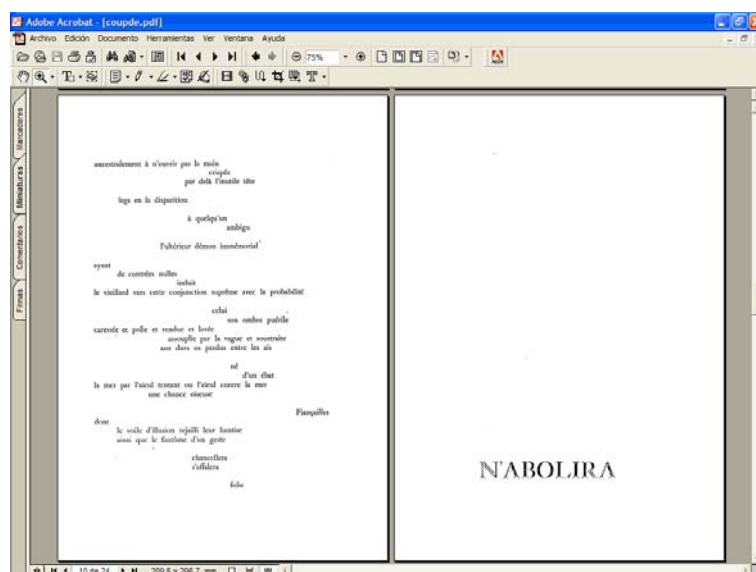 Adobe Acrobat - [coupde.pdf]
Archivo Edición Documento Herramientas Ver Ventana Ayuda
75%
Marcadores
Miniaturas
Comentarios
Firmas
ancestralement à n'ouvrir pas la main
crispée
par delà l'inutile tête
legs en la disparition
à quelqu'un
ambigu
l'ultérieur démon immémorial
ayant
de contrées nulles
induit
le vieillard vers cette conjonction suprême avec la probabilité
celui
son ombre puérile
caressée et polie et rendue et lavée
assouplie par la vague et soustraite
aux durs os perdus entre les ais
né
d'un ébat
la mer par l'aïeul tentant ou l'aïeul contre la mer
une chance oiseuse
Fiançailles
dont
le voile d'illusion rejailli leur hantise
ainsi que le fantôme d'un geste
chancellera
s'affalera
folie
N'ABOLIRA
10 de 24
209,5 x 296,7 mm